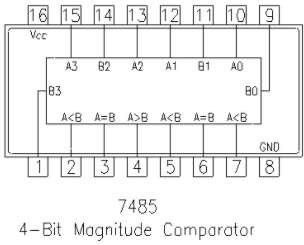 16 15 14 13 12 11 10 9
Vcc
A3 B2 A2 A1 B1 A0
B3 B0
A<B A=B A>B A<B A=B A<B
GND
1 2 3 4 5 6 7 8
7485
4-Bit Magnitude Comparator